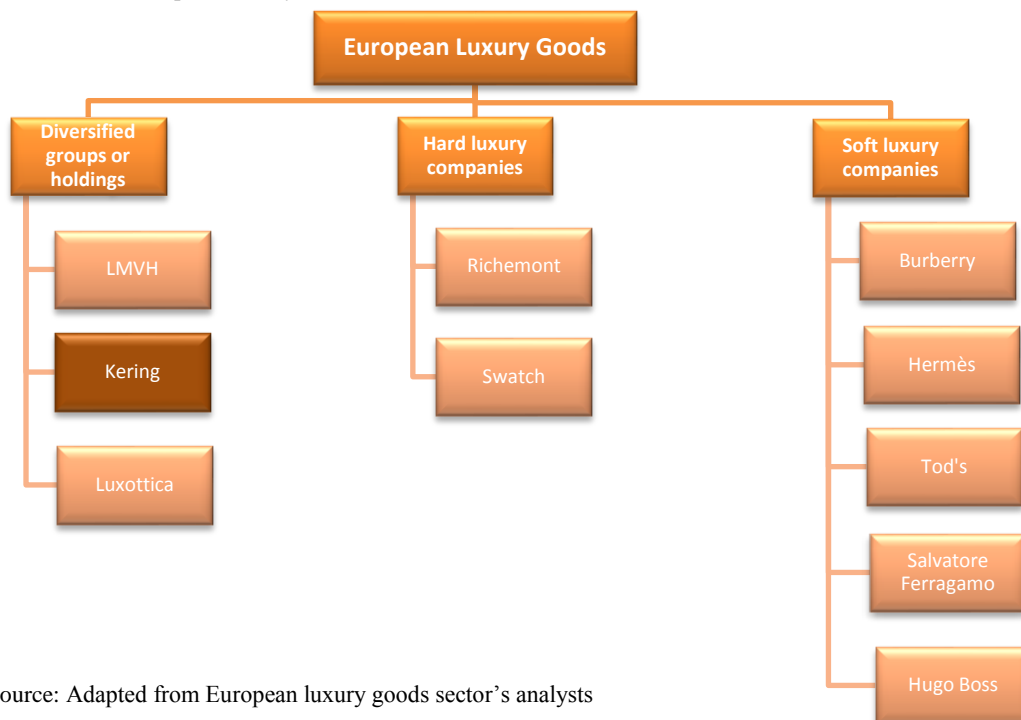 European Luxury Goods
Diversified
groups or
holdings
LMVH
Kering
Luxottica
Hard luxury
companies
Richemont
Swatch
Soft luxury
companies
Burberry
Hermès
Tod's
Salvatore
Ferragamo
Hugo Boss
ource: Adapted from European luxury goods sector’s analysts